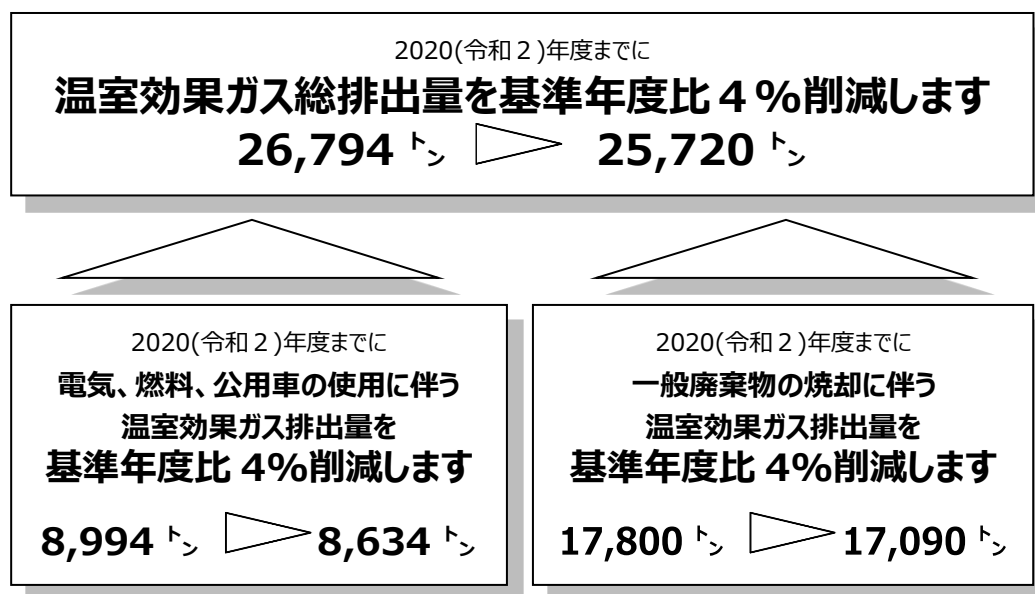 2020(令和２)年度までに
温室効果ガス総排出量を基準年度比４%削減します
26,794 トン 25,720 トン
2020(令和２)年度までに
電気、燃料、公用車の使用に伴う
温室効果ガス排出量を
基準年度比 4%削減します
8,994 トン 8,634 トン
2020(令和２)年度までに
一般廃棄物の焼却に伴う
温室効果ガス排出量を
基準年度比 4%削減します
17,800 トン 17,090 トン